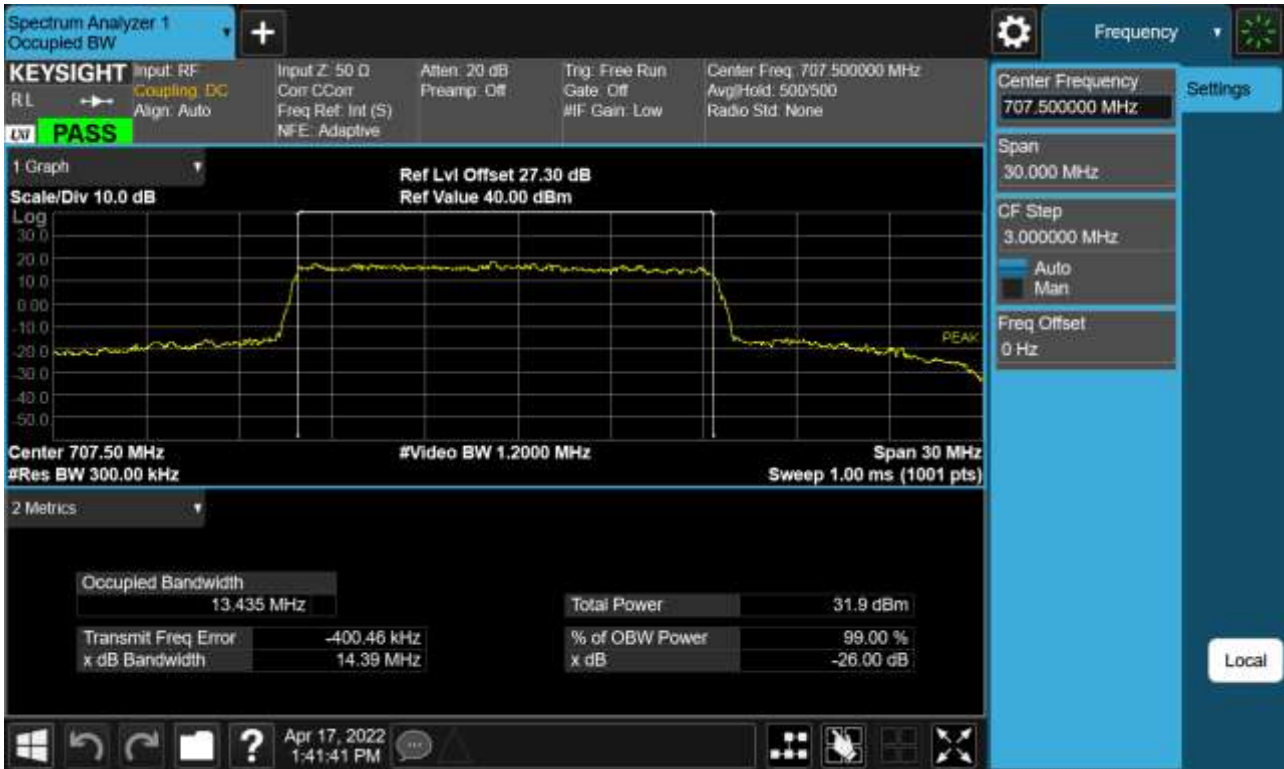 Spectrum Analyzer 1
Occupied BW
Frequency
KEYSIGHT
RL
PASS
Input: RF
Coupling: DC
Align: Auto
Input Z: 50 Ω
Corr CCorr
Freq Ref: Int (S)
NFE: Adaptive
Atten: 20 dB
Preamp: Off
Trig: Free Run
Gate: Off
#IF Gain: Low
Center Freq: 707.500000 MHz
Avg|Hold: 500/500
Radio Std: None
Center Frequency
707.500000 MHz
Settings
Span
30.000 MHz
CF Step
3.000000 MHz
Auto
Man
Freq Offset
0 Hz
Local
1 Graph
Scale/Div 10.0 dB
Ref Lvl Offset 27.30 dB
Ref Value 40.00 dBm
Log
30.0
20.0
10.0
0.00
-10.0
-20.0
-30.0
-40.0
-50.0
PEAK
Center 707.50 MHz
#Video BW 1.2000 MHz
Span 30 MHz
#Res BW 300.00 kHz
Sweep 1.00 ms (1001 pts)
2 Metrics
Occupied Bandwidth
13.435 MHz
Total Power 31.9 dBm
Transmit Freq Error -400.46 kHz
% of OBW Power 99.00 %
x dB Bandwidth 14.39 MHz
x dB -26.00 dB
?
Apr 17, 2022
1:41:41 PM